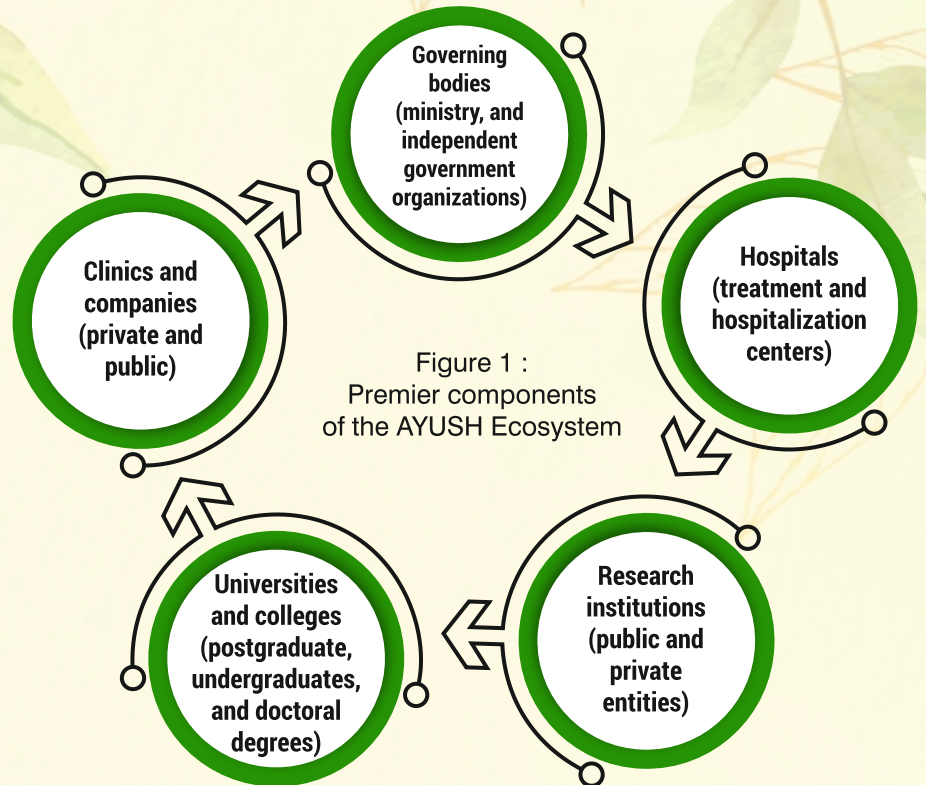 Governing
bodies
(ministry, and
independent
government
organizations)
Hospitals
(treatment and
hospitalization
centers)
Clinics and
companies
(private and
public)
Figure 1 :
Premier components
of the AYUSH Ecosystem
Research
institutions
(public and
private
entities)
Universities
and colleges
(postgraduate,
undergraduates,
and doctoral
degrees)